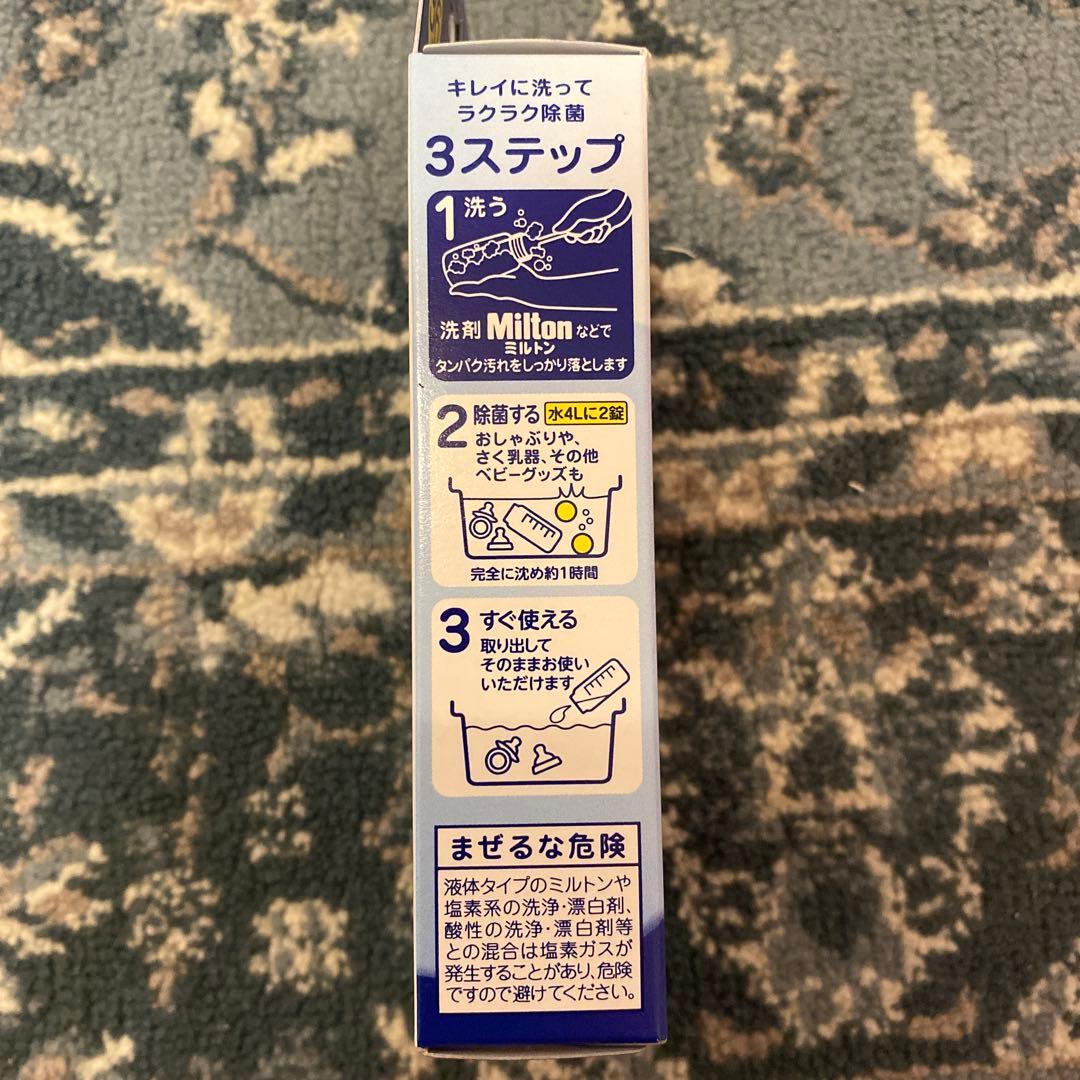 キレイに洗って
ラクラク除菌
3ステップ
1 洗う
洗剤 Milton などで
ミルトン
タンパク汚れをしっかり落とします
2 除菌する 水4Lに2錠
おしゃぶりや、
さく乳器、その他
ベビーグッズも
完全に沈め約1時間
3 すぐ使える
取り出して
そのままお使い
いただけます
まぜるな危険
液体タイプのミルトンや
塩素系の洗浄・漂白剤、
酸性の洗浄・漂白剤等
との混合は塩素ガスが
発生することがあり、危険
ですので避けてください。